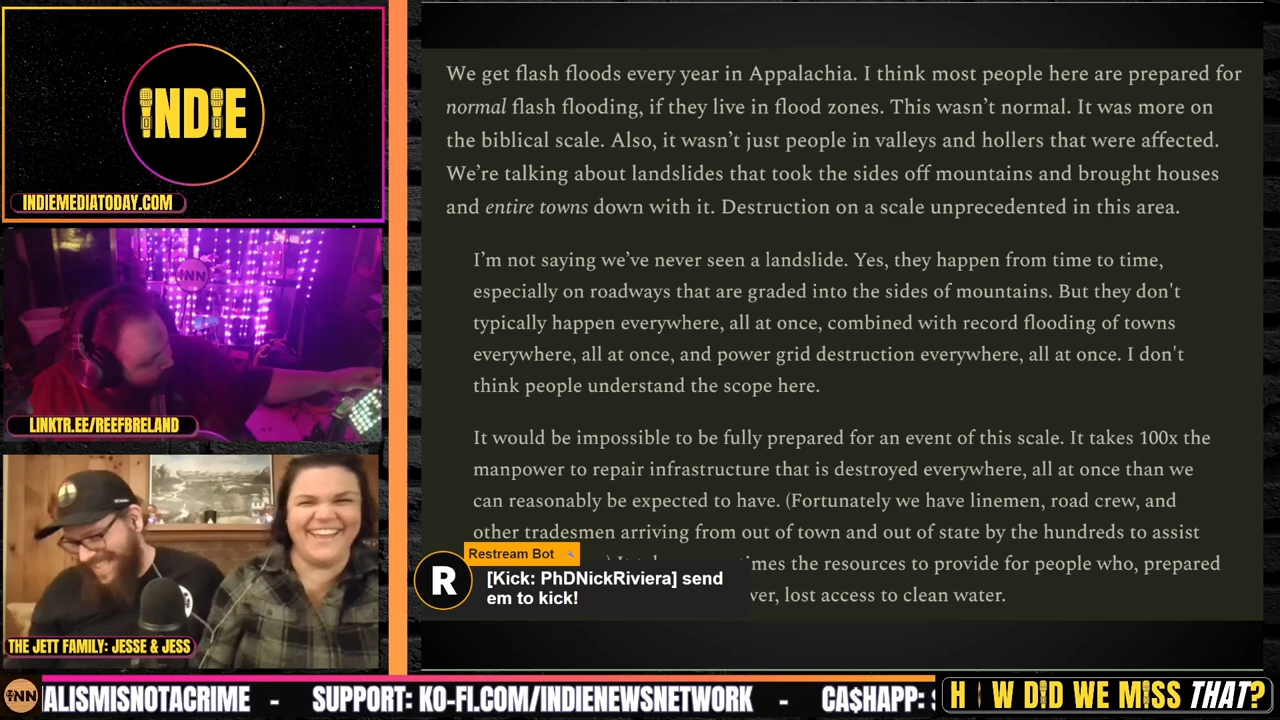 INDIE
INDIEMEDIATODAY.COM
INN
LINKTR.EE/REEFBRELAND
THE JETT FAMILY: JESSE & JESS
We get flash floods every year in Appalachia. I think most people here are prepared for
normal flash flooding, if they live in flood zones. This wasn't normal. It was more on
the biblical scale. Also, it wasn't just people in valleys and hollers that were affected.
We're talking about landslides that took the sides off mountains and brought houses
and entire towns down with it. Destruction on a scale unprecedented in this area.
I'm not saying we've never seen a landslide. Yes, they happen from time to time,
especially on roadways that are graded into the sides of mountains. But they don't
typically happen everywhere, all at once, combined with record flooding of towns
everywhere, all at once, and power grid destruction everywhere, all at once. I don't
think people understand the scope here.
It would be impossible to be fully prepared for an event of this scale. It takes 100x the
manpower to repair infrastructure that is destroyed everywhere, all at once than we
can reasonably be expected to have. (Fortunately we have linemen, road crew, and
other tradesmen arriving from out of town and out of state by the hundreds to assist
the resources to provide for people who, prepared
lost access to clean water.
Restream Bot
R
[Kick: PhDNickRiviera] send
em to kick!
INN
ALISMISNOTACRIME - SUPPORT: KO-FI.COM/INDIENEWSNETWORK - CA$HAPP:
H W DID WE MISS THAT?